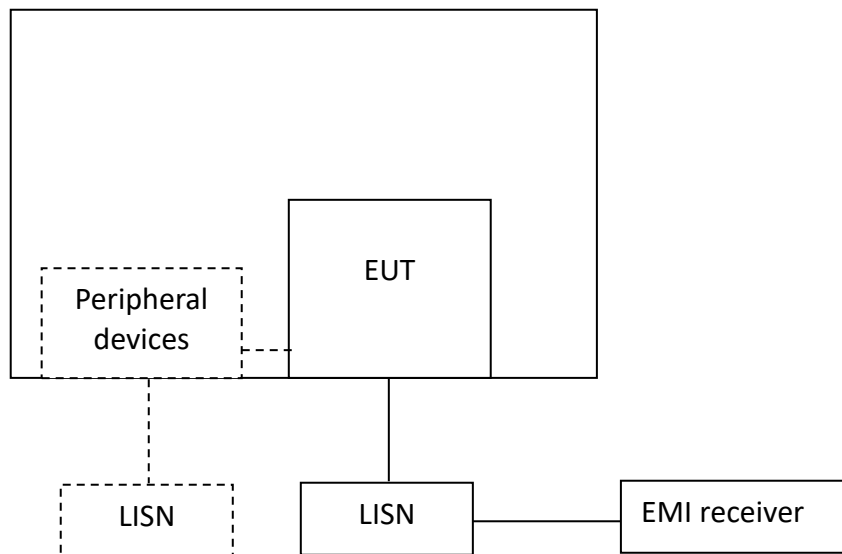 EUT
Peripheral
devices
LISN
LISN
EMI receiver